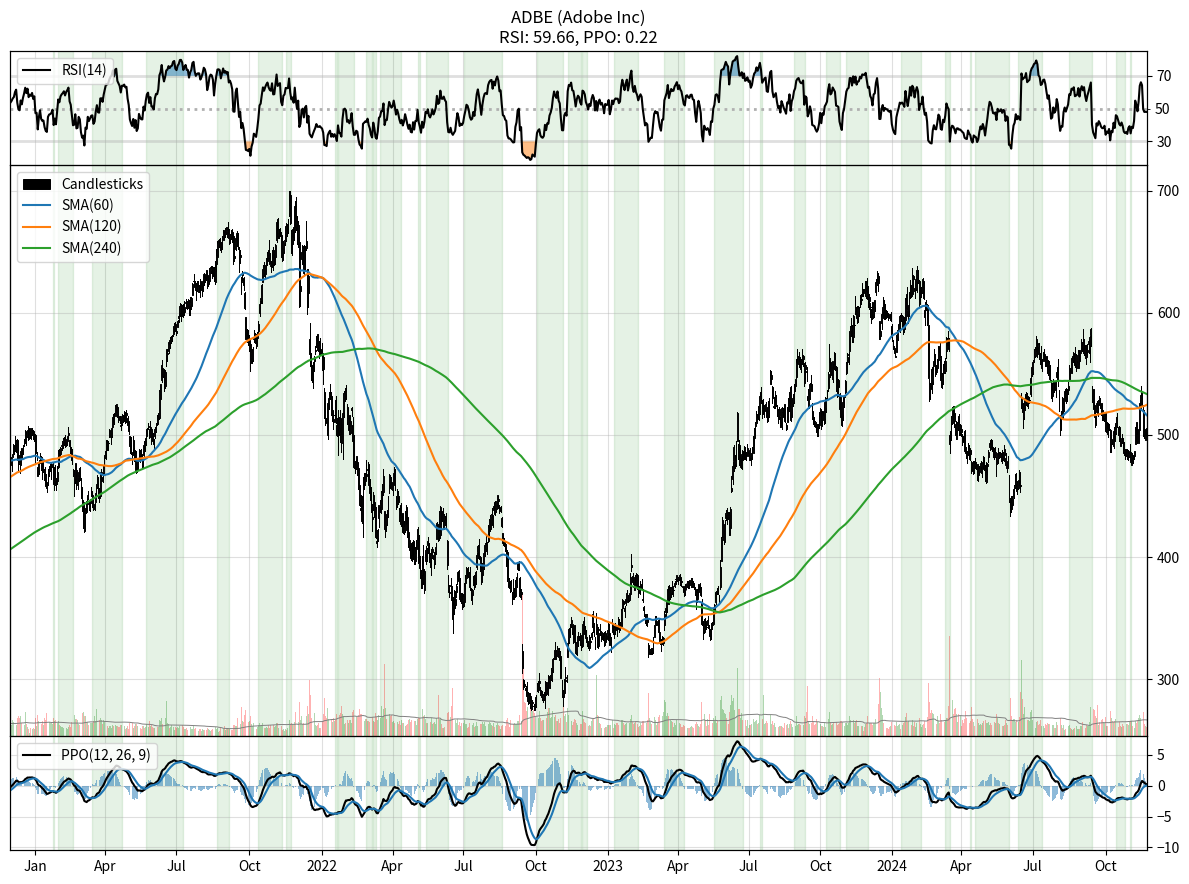 ADBE (Adobe Inc)
RSI: 59.66, PPO: 0.22
RSI(14)
70
50
30
Candlesticks
SMA(60)
SMA(120)
SMA(240)
700
600
500
400
300
PPO(12, 26, 9)
5
0
−5
−10
Jan Apr Jul Oct 2022 Apr Jul Oct 2023 Apr Jul Oct 2024 Apr Jul Oct